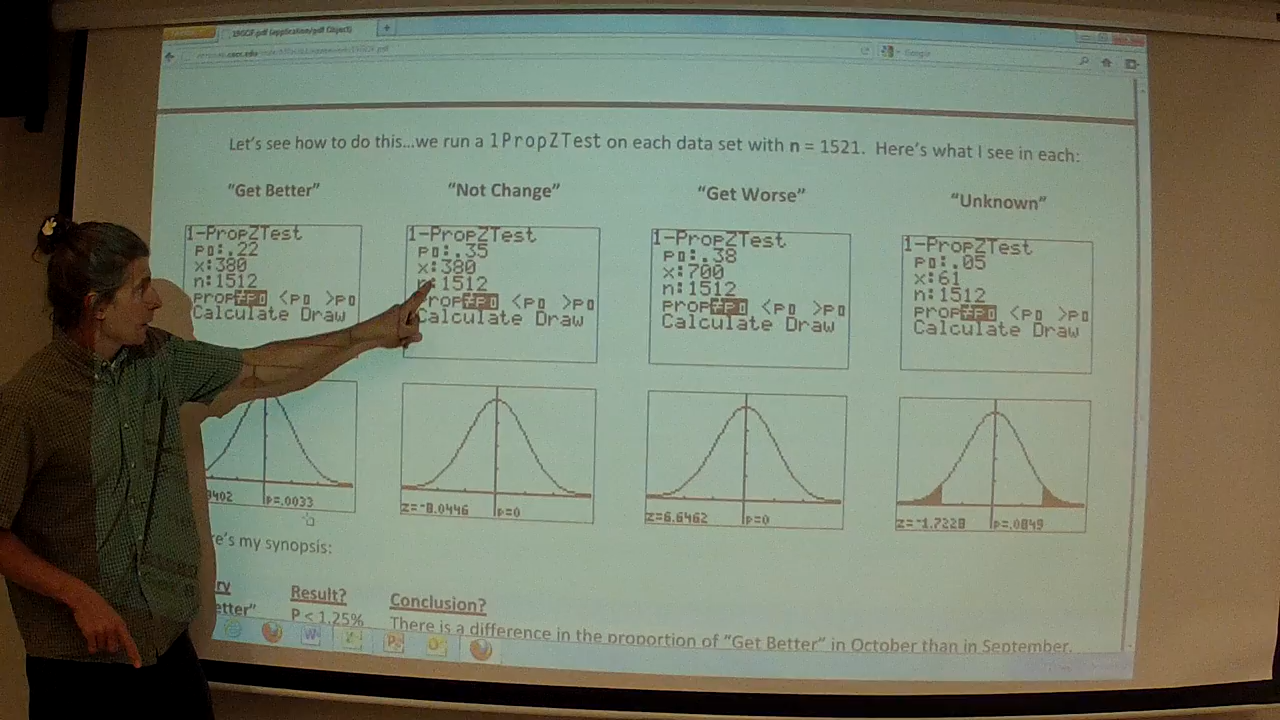 Let's see how to do this...we run a 1PropZTest on each data set with n = 1521. Here's what I see in each:
"Get Better"
1-PropZTest
p0:.22
x:380
n:1512
prop≠p0 <p0 >p0
Calculate Draw
"Not Change"
1-PropZTest
p0:.35
x:380
n:1512
prop≠p0 <p0 >p0
Calculate Draw
"Get Worse"
1-PropZTest
p0:.38
x:700
n:1512
prop≠p0 <p0 >p0
Calculate Draw
"Unknown"
1-PropZTest
p0:.05
x:61
n:1512
prop≠p0 <p0 >p0
Calculate Draw
9402 p=.0033
z=-8.0446 p=0
z=6.6462 p=0
z=-1.7228 p=.0849
re's my synopsis:
ry Result? Conclusion?
etter" P < 1.25% There is a difference in the proportion of "Get Better" in October than in September.